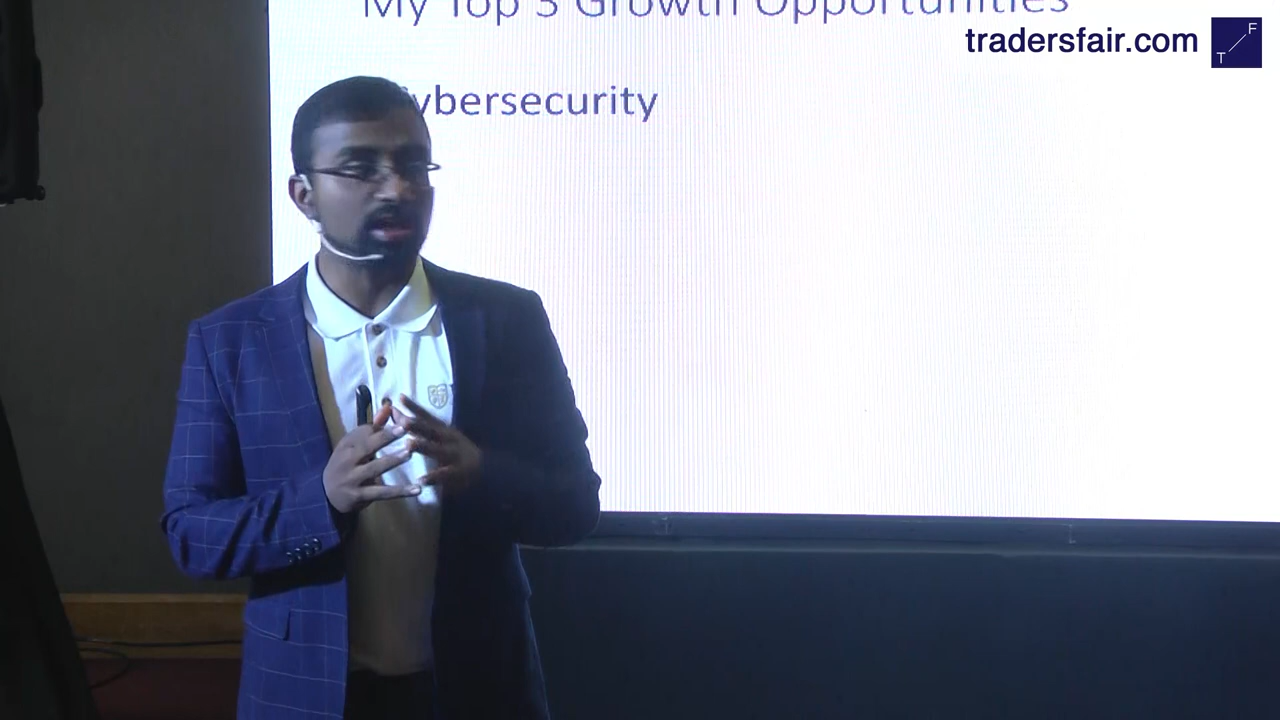 My Top 3 Growth Opportunities
tradersfair.com
F
T
ybersecurity